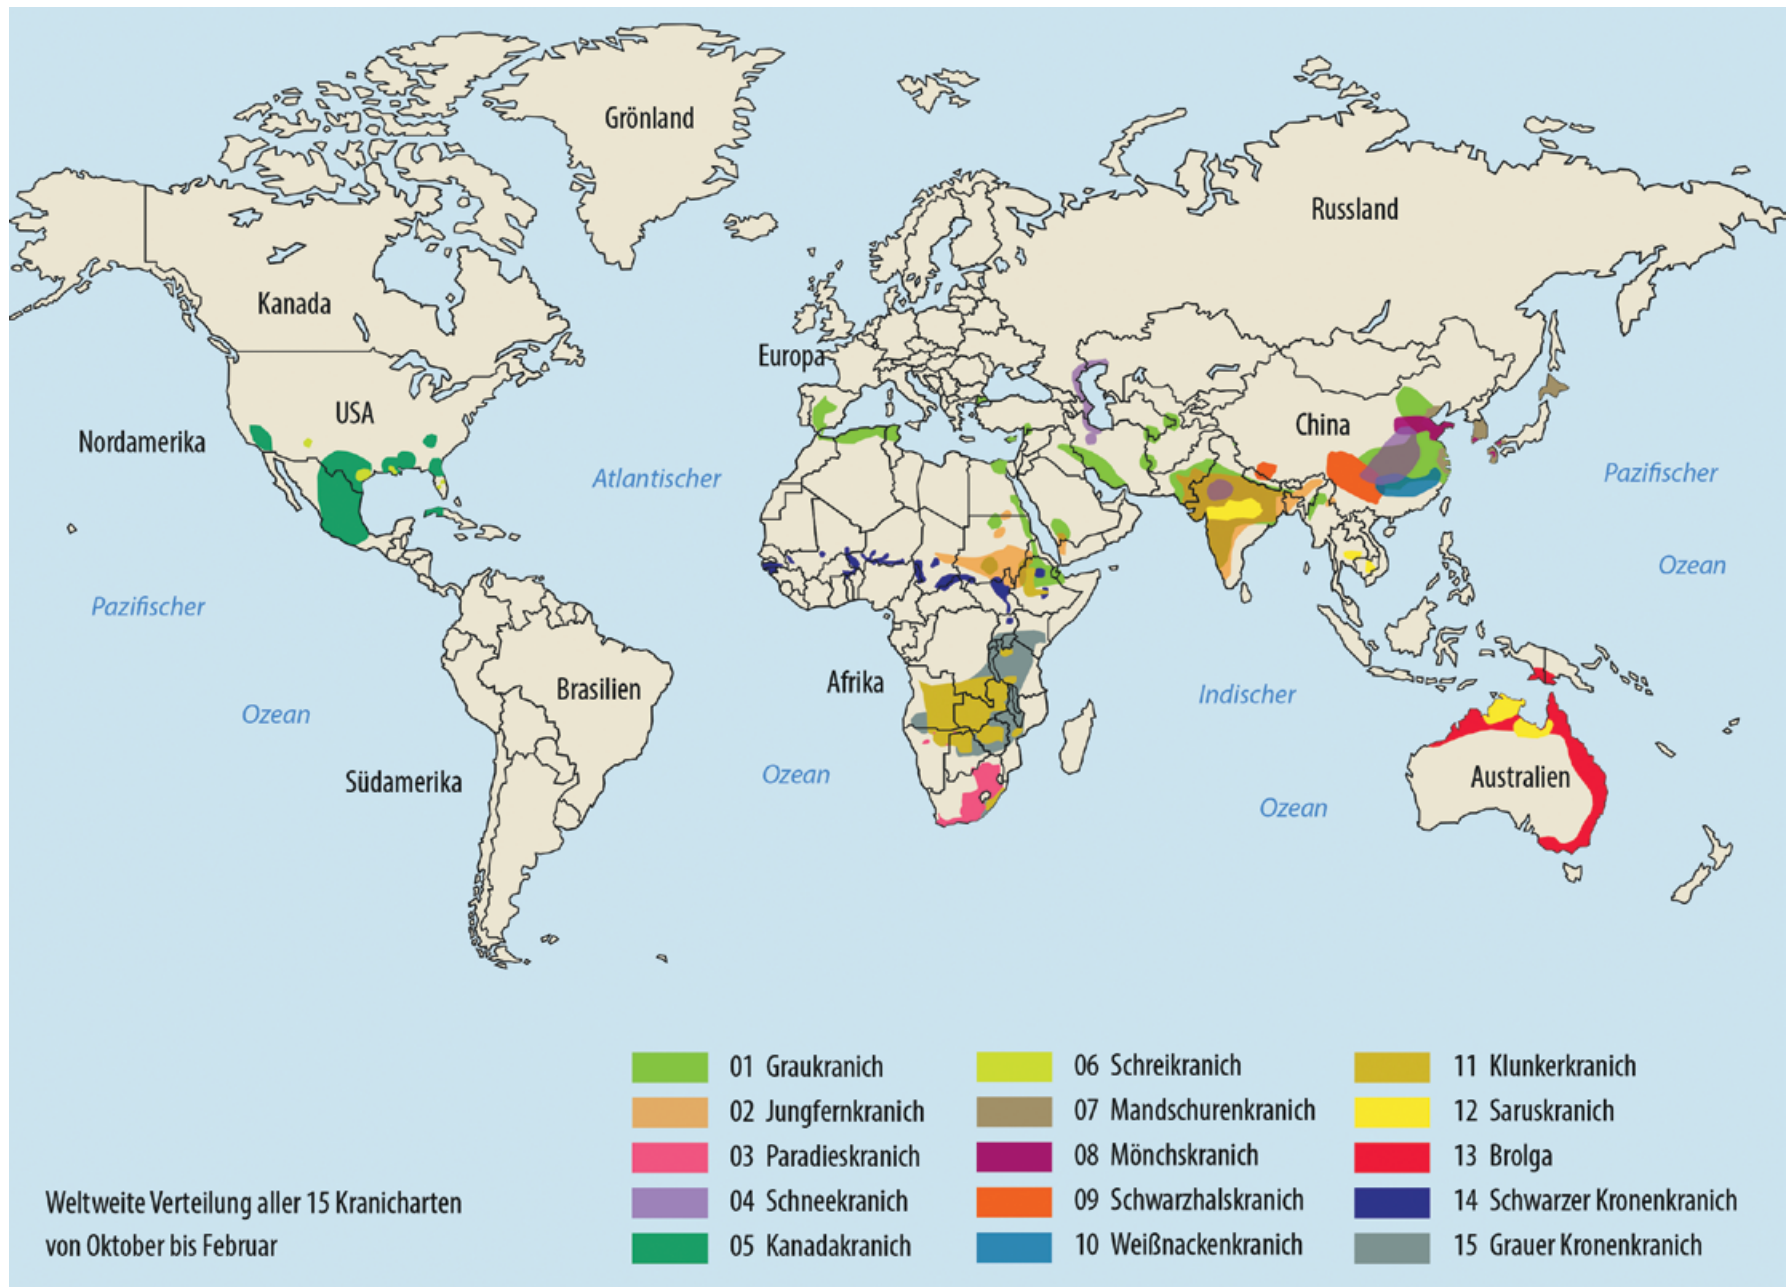 Grönland
Russland
Kanada
Europa
USA
China
Nordamerika
Atlantischer
Pazifischer
Ozean
Pazifischer
Afrika
Brasilien
Indischer
Ozean
Südamerika
Ozean
Australien
Ozean
01 Graukranich
02 Jungfernkranich
03 Paradieskranich
04 Schneekranich
05 Kanadakranich
06 Schreikranich
07 Mandschurenkranich
08 Mönchskranich
09 Schwarzhalskranich
10 Weißnackenkranich
11 Klunkerkranich
12 Saruskranich
13 Brolga
14 Schwarzer Kronenkranich
15 Grauer Kronenkranich
Weltweite Verteilung aller 15 Kranicharten
von Oktober bis Februar